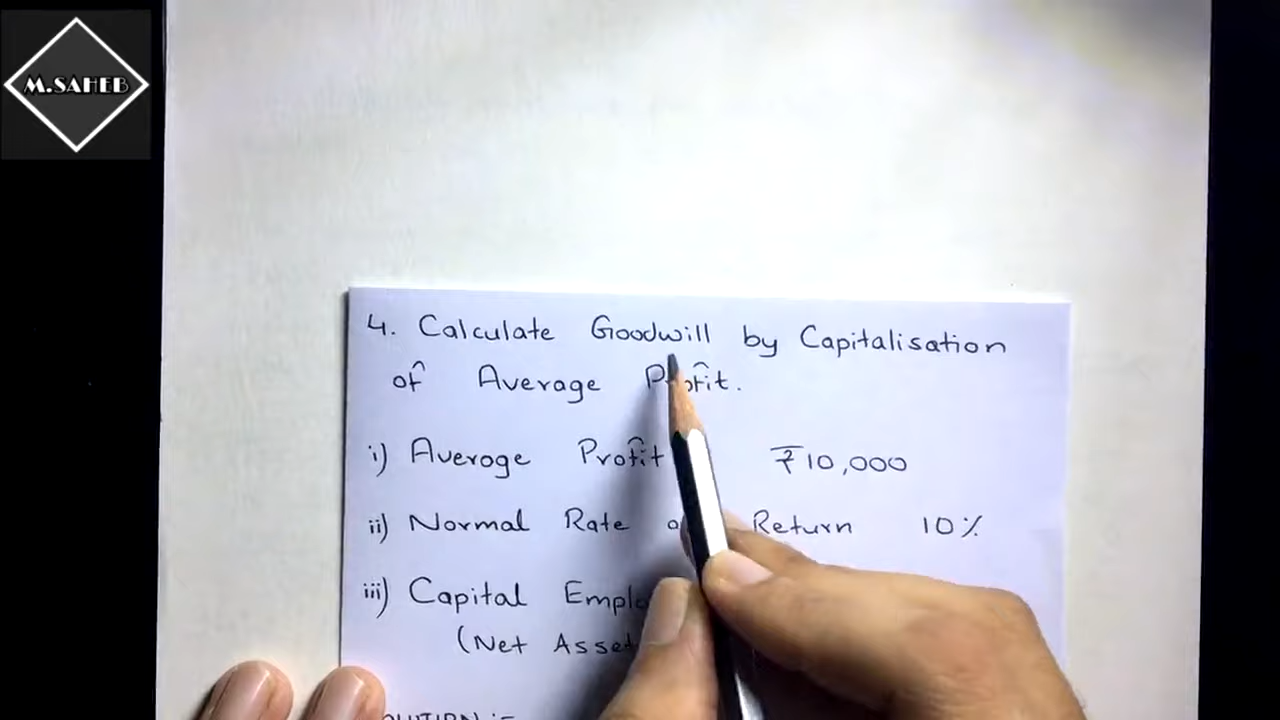 M.SAHEB
4. Calculate Goodwill by Capitalisation
of Average Profit.
i) Average Profit ₹10,000
ii) Normal Rate Return 10%
iii) Capital
(Net